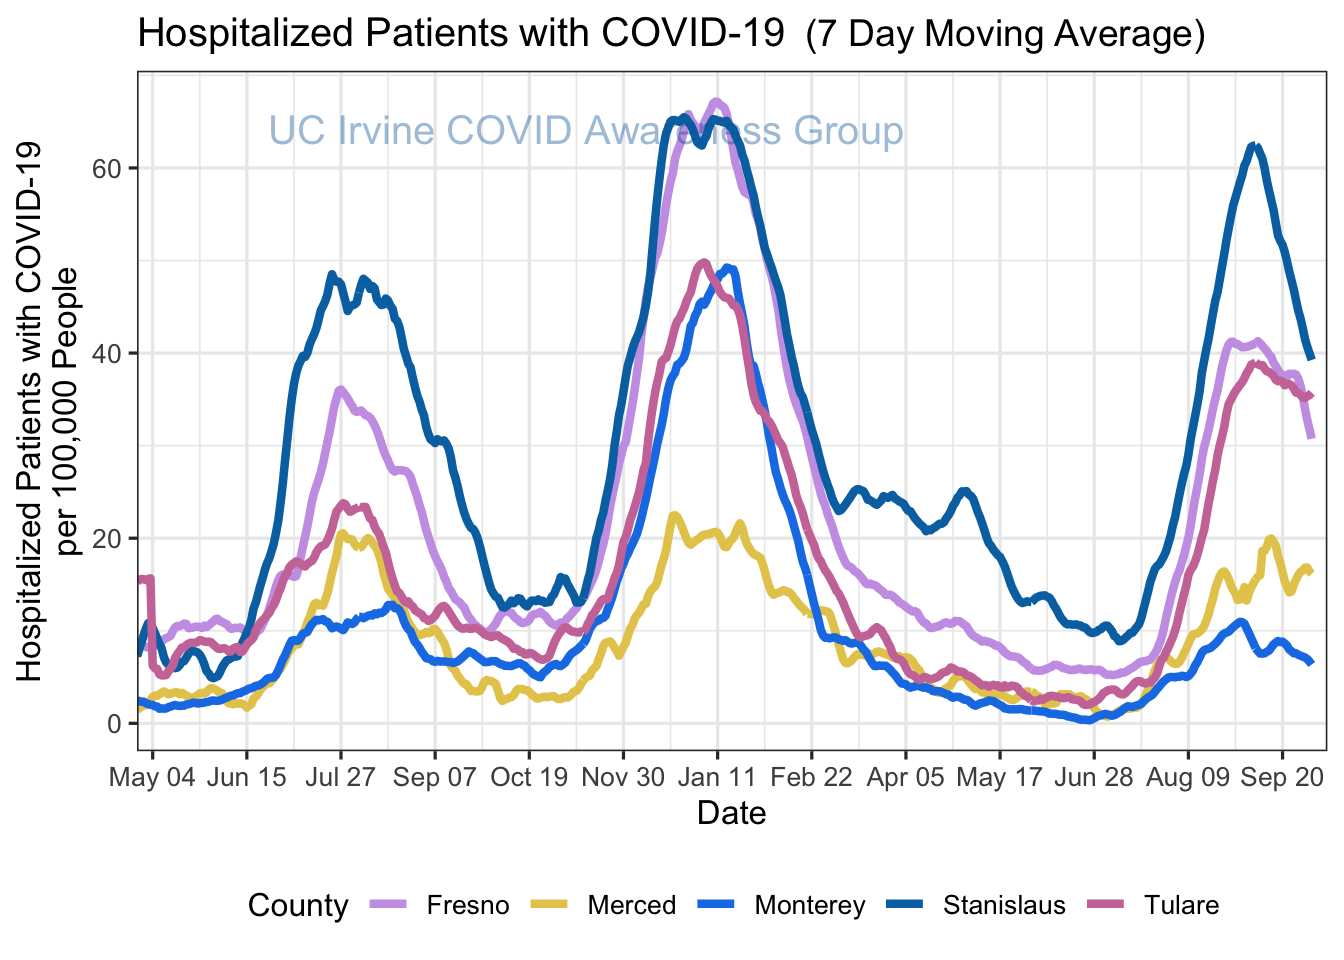 Hospitalized Patients with COVID-19 (7 Day Moving Average)
Hospitalized Patients with COVID-19
per 100,000 People
UC Irvine COVID Awa eness Group
60
40
20
0
May 04 Jun 15 Jul 27 Sep 07 Oct 19 Nov 30 Jan 11 Feb 22 Apr 05 May 17 Jun 28 Aug 09 Sep 20
Date
County Fresno Merced Monterey Stanislaus Tulare